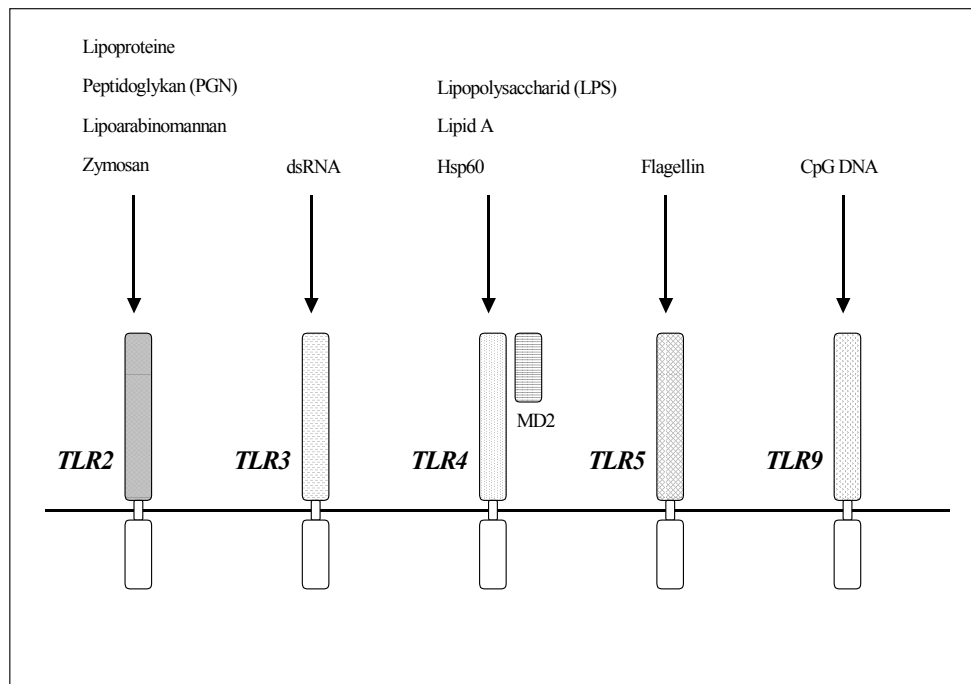 Lipoproteine
Peptidoglykan (PGN)
Lipoarabinomannan
Zymosan
dsRNA
Lipopolysaccharid (LPS)
Lipid A
Hsp60
Flagellin
CpG DNA
MD2
TLR2
TLR3
TLR4
TLR5
TLR9